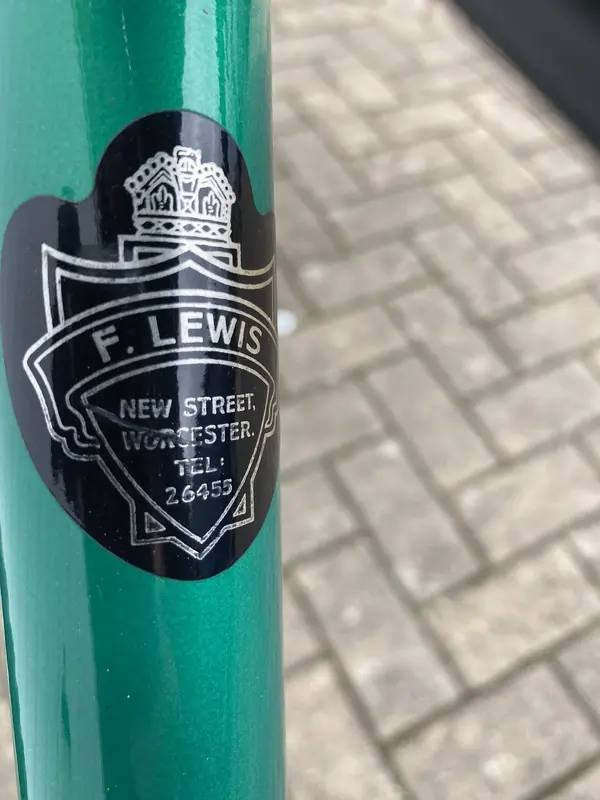 F. LEWIS
NEW STREET,
WORCESTER.
TEL:
26455